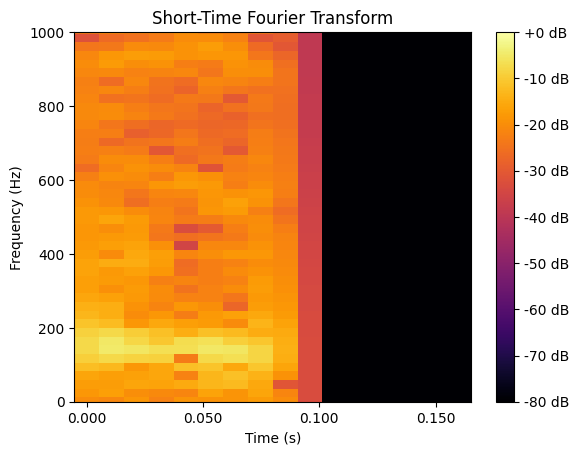 Short-Time Fourier Transform
1000
800
600
400
200
0
Frequency (Hz)
0.000
0.050
0.100
0.150
Time (s)
+0 dB
-10 dB
-20 dB
-30 dB
-40 dB
-50 dB
-60 dB
-70 dB
-80 dB